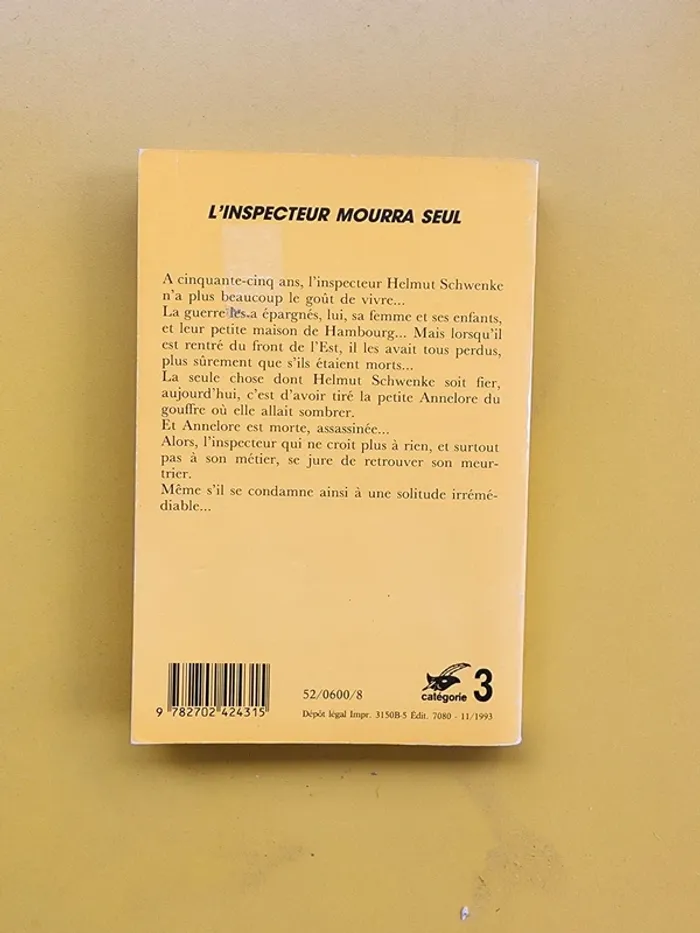 L'INSPECTEUR MOURRA SEUL
A cinquante-cinq ans, l'inspecteur Helmut Schwenke
n'a plus beaucoup le goût de vivre...
La guerre les a épargnés, lui, sa femme et ses enfants,
et leur petite maison de Hambourg... Mais lorsqu'il
est rentré du front de l'Est, il les avait tous perdus,
plus sûrement que s'ils étaient morts...
La seule chose dont Helmut Schwenke soit fier,
aujourd'hui, c'est d'avoir tiré la petite Annelore du
gouffre où elle allait sombrer.
Et Annelore est morte, assassinée...
Alors, l'inspecteur qui ne croit plus à rien, et surtout
pas à son métier, se jure de retrouver son meur-
trier.
Même s'il se condamne ainsi à une solitude irrémé-
diable...
9 782702 424315
52/0600/8
catégorie 3
Dépôt légal Impr. 3150B-5 Édit. 7080 - 11/1993